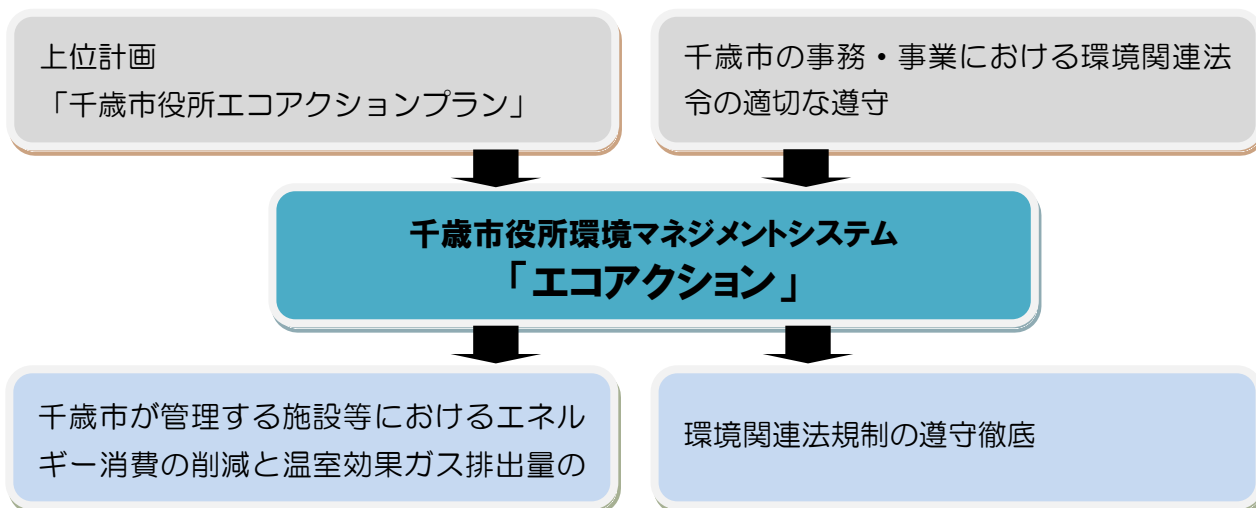 上位計画
「千歳市役所エコアクションプラン」
千歳市の事務・事業における環境関連法
令の適切な遵守
千歳市役所環境マネジメントシステム
「エコアクション」
千歳市が管理する施設等におけるエネル
ギー消費の削減と温室効果ガス排出量の
環境関連法規制の遵守徹底